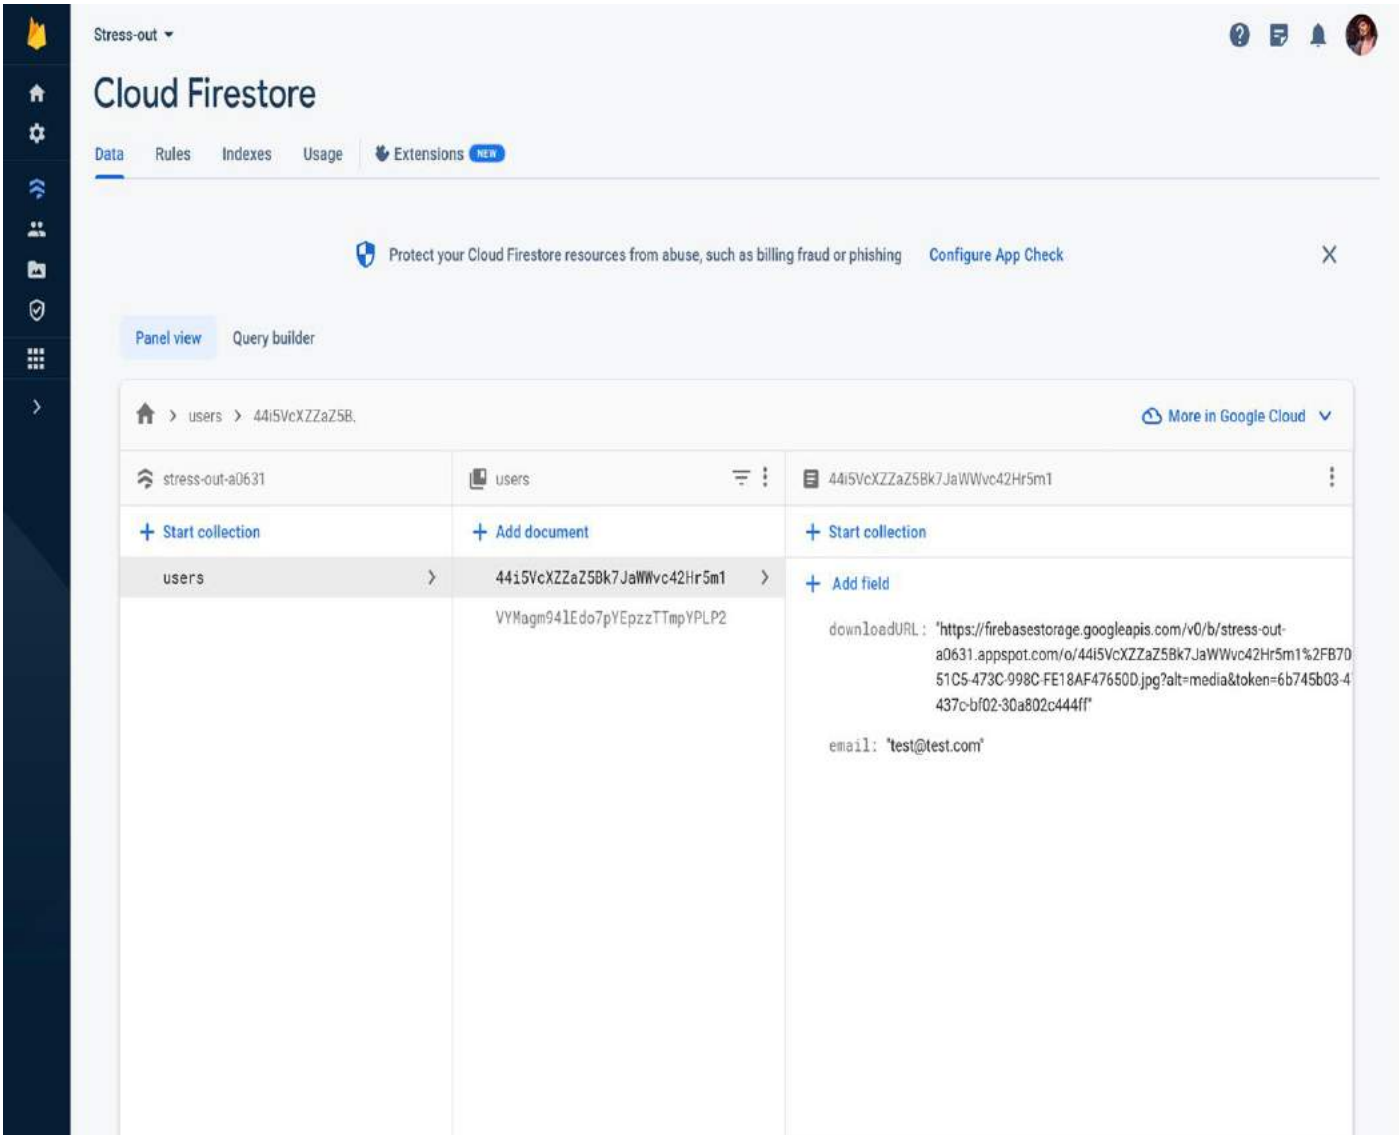 Stress-out
Cloud Firestore
Data Rules Indexes Usage Extensions NEW
Protect your Cloud Firestore resources from abuse, such as billing fraud or phishing Configure App Check
Panel view Query builder
users 44i5VcXZZaZ5B.
More in Google Cloud
stress-out-a0631
users
44i5VcXZZaZ5Bk7JaWWvc42Hr5m1
+ Start collection
+ Add document
+ Start collection
users
44i5VcXZZaZ5Bk7JaWWvc42Hr5m1
VYMagm94lEdo7pYEpzzTTmpYPLP2
+ Add field
downloadURL: "https://firebasestorage.googleapis.com/v0/b/stress-out-
a0631.appspot.com/o/44i5VcXZZaZ5Bk7JaWWvc42Hr5m1%2FB70
51C5-473C-998C-FE18AF47650D.jpg?alt=media&token=6b745b03-4
437c-bf02-30a802c444ff"
email: "test@test.com"